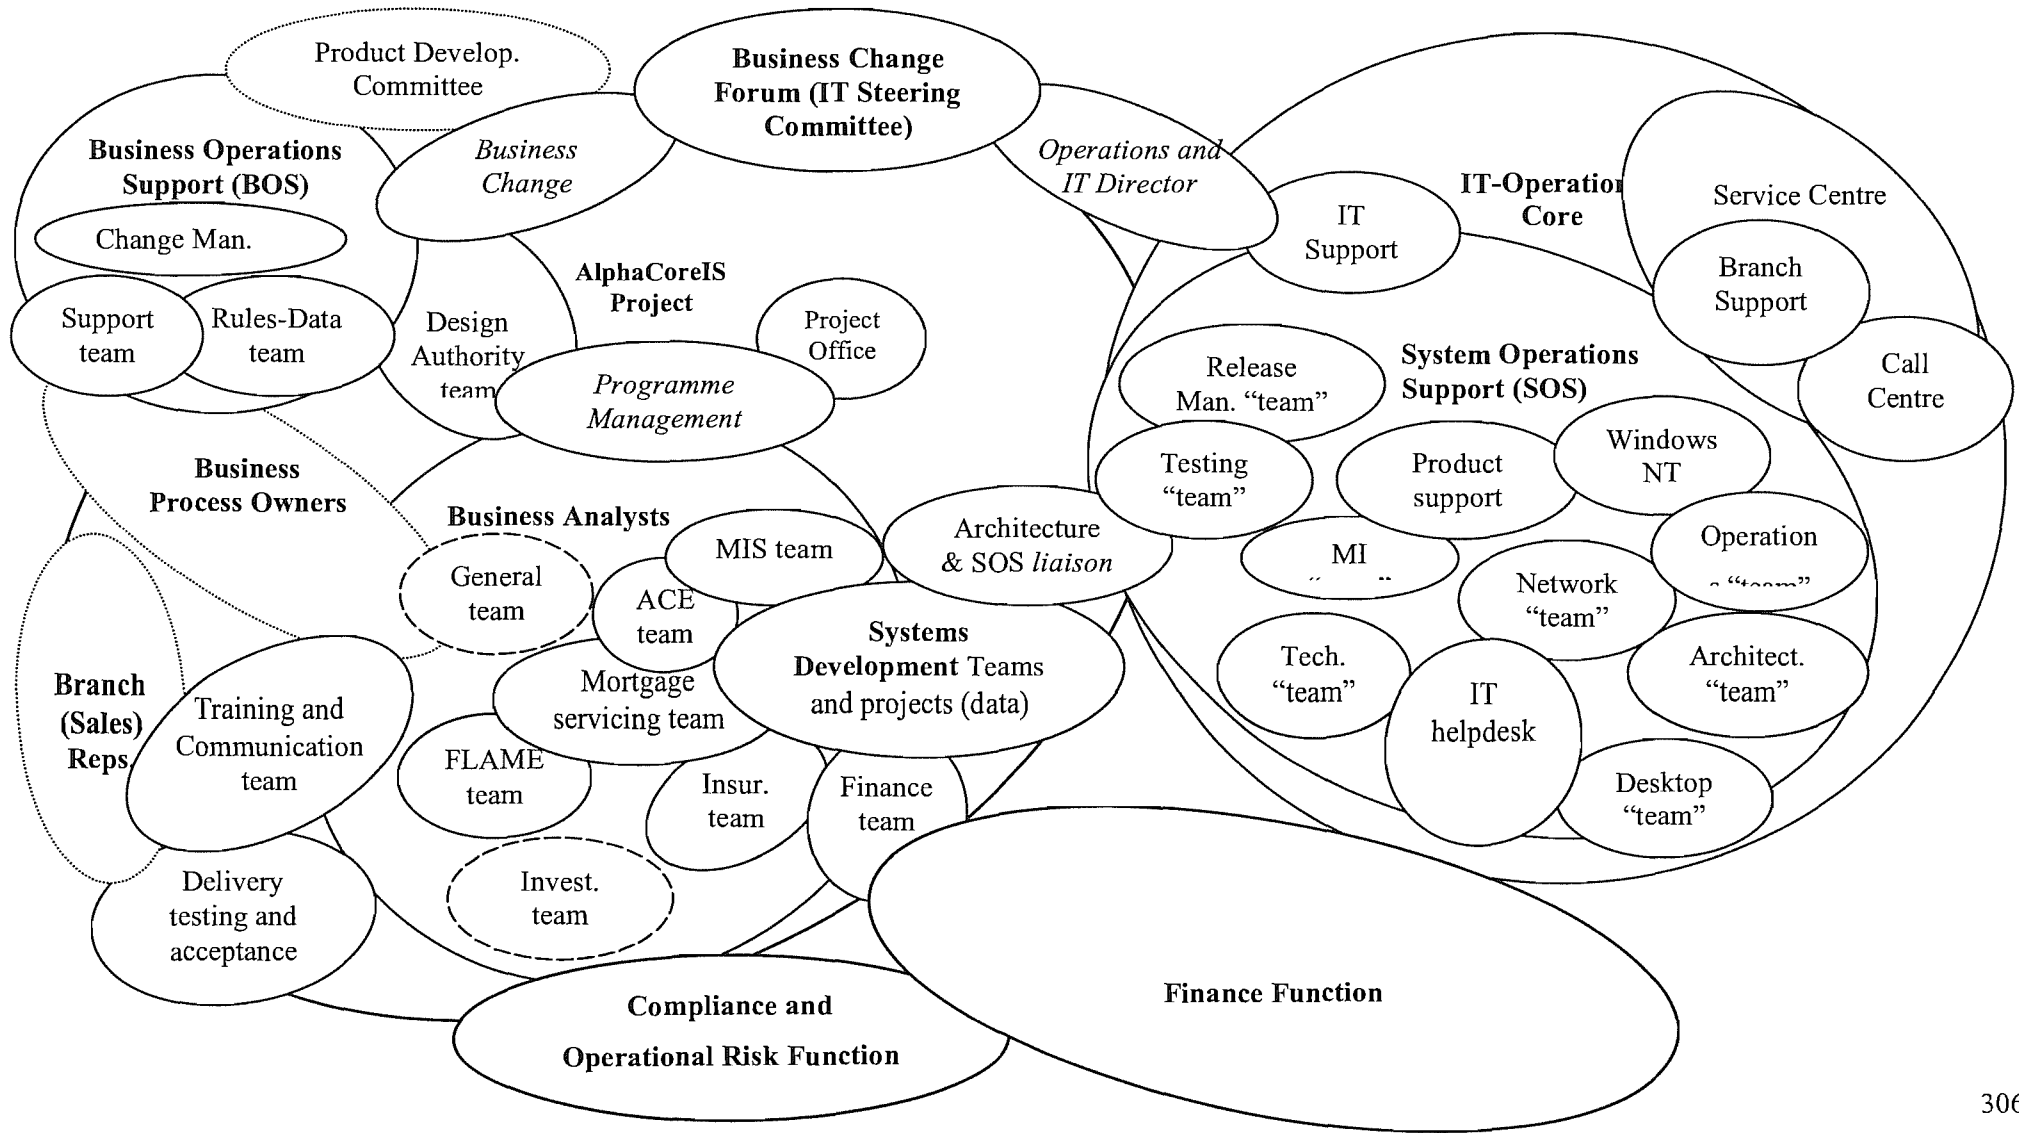 Product Develop.
Committee
Business Change
Forum (IT Steering
Committee)
Business
Change
Operations and
IT Director
Business Operations
Support (BOS)
Change Man.
Support
team
Rules-Data
team
Design
Authority
team
AlphaCoreIS
Project
Project
Office
Programme
Management
IT
Support
IT-Operation
Core
Service Centre
Branch
Support
Call
Centre
Release
Man. “team”
System Operations
Support (SOS)
Testing
“team”
Product
support
Windows
NT
MI
Operation
s “team”
Network
“team”
Tech.
“team”
IT
helpdesk
Architect.
“team”
Desktop
“team”
Business
Process Owners
Business Analysts
General
team
ACE
team
MIS team
Architecture
& SOS liaison
Systems
Development Teams
and projects (data)
Mortgage
servicing team
FLAME
team
Insur.
team
Finance
team
Invest.
team
Branch
(Sales)
Reps.
Training and
Communication
team
Delivery
testing and
acceptance
Compliance and
Operational Risk Function
Finance Function
306